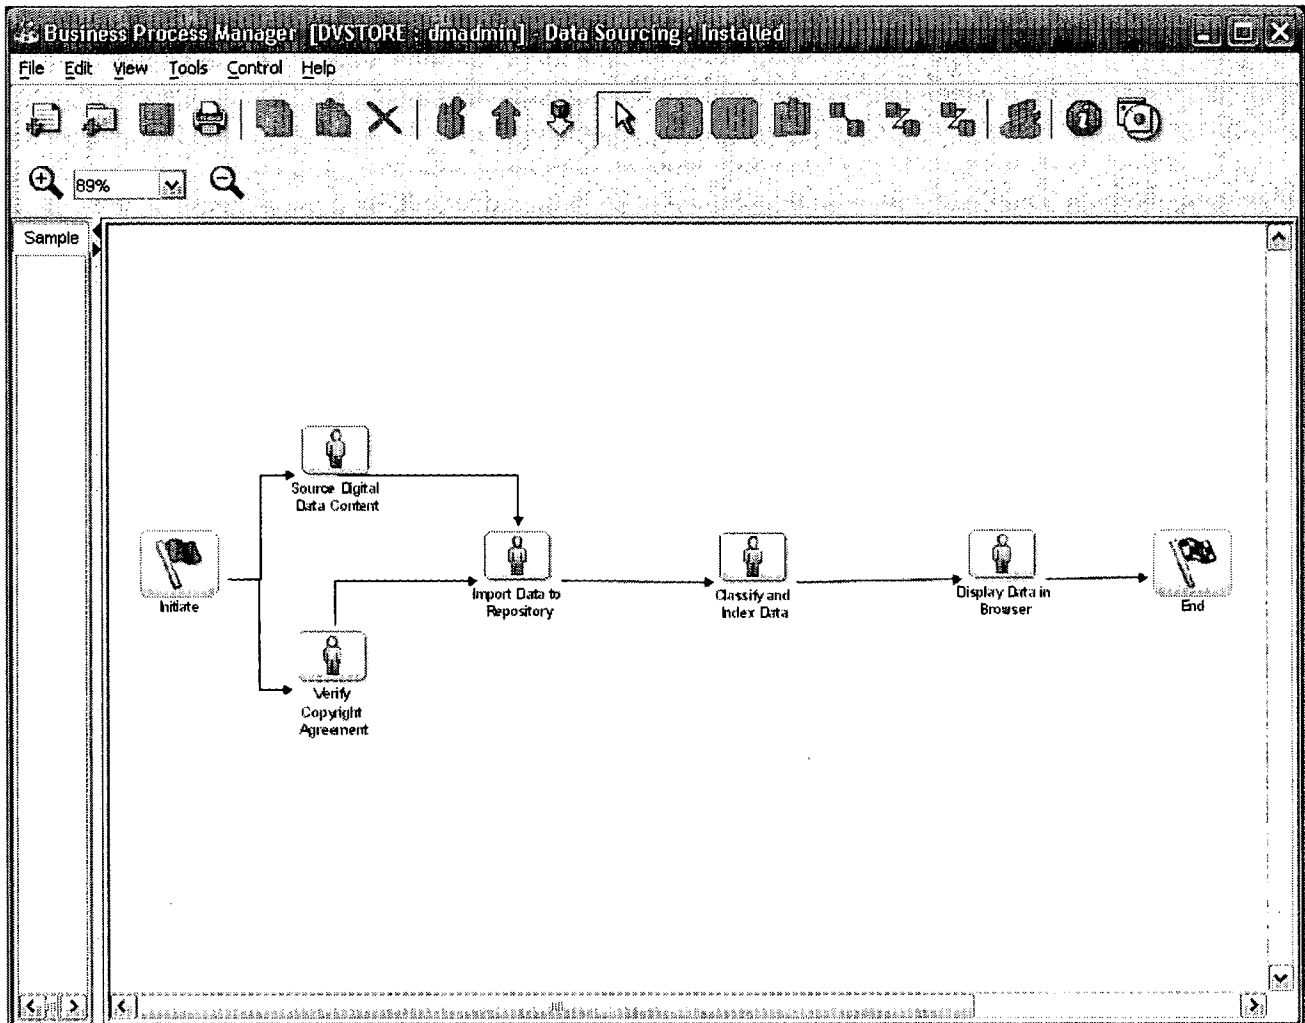 Business Process Manager [DVSTORE : dmadmin] - Data Sourcing : Installed
File Edit View Tools Control Help
89%
Sample
Source Digital
Data Content
Initiate
Import Data to
Repository
Classify and
Index Data
Display Data in
Browser
End
Verify
Copyright
Agreement